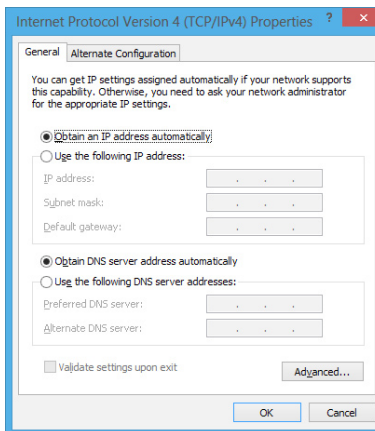 Internet Protocol Version 4 (TCP/IPv4) Properties ? ×
General Alternate Configuration
You can get IP settings assigned automatically if your network supports
this capability. Otherwise, you need to ask your network administrator
for the appropriate IP settings.
Obtain an IP address automatically
Use the following IP address:
IP address: . . .
Subnet mask: . . .
Default gateway: . . .
Obtain DNS server address automatically
Use the following DNS server addresses:
Preferred DNS server: . . .
Alternate DNS server: . . .
Validate settings upon exit
Advanced...
OK Cancel